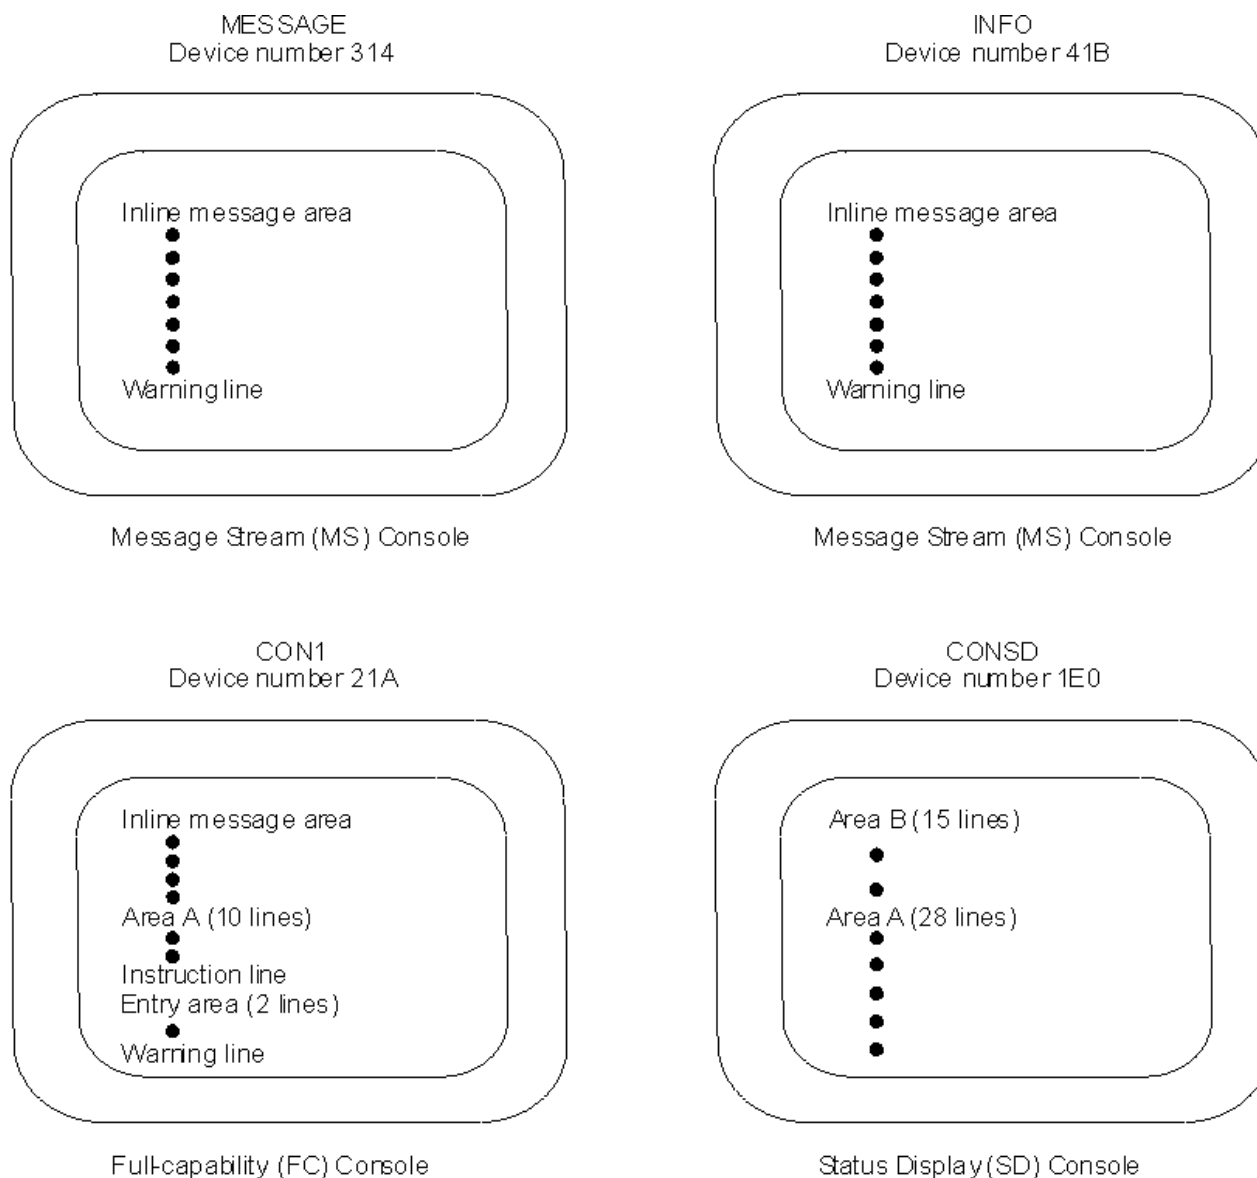 MESSAGE
Device number 314
Inline message area
Warning line
Message Stream (MS) Console
INFO
Device number 41B
Inline message area
Warning line
Message Stream (MS) Console
CON1
Device number 21A
Inline message area
Area A (10 lines)
Instruction line
Entry area (2 lines)
Warning line
Full-capability (FC) Console
CONSD
Device number 1E0
Area B (15 lines)
Area A (28 lines)
Status Display (SD) Console